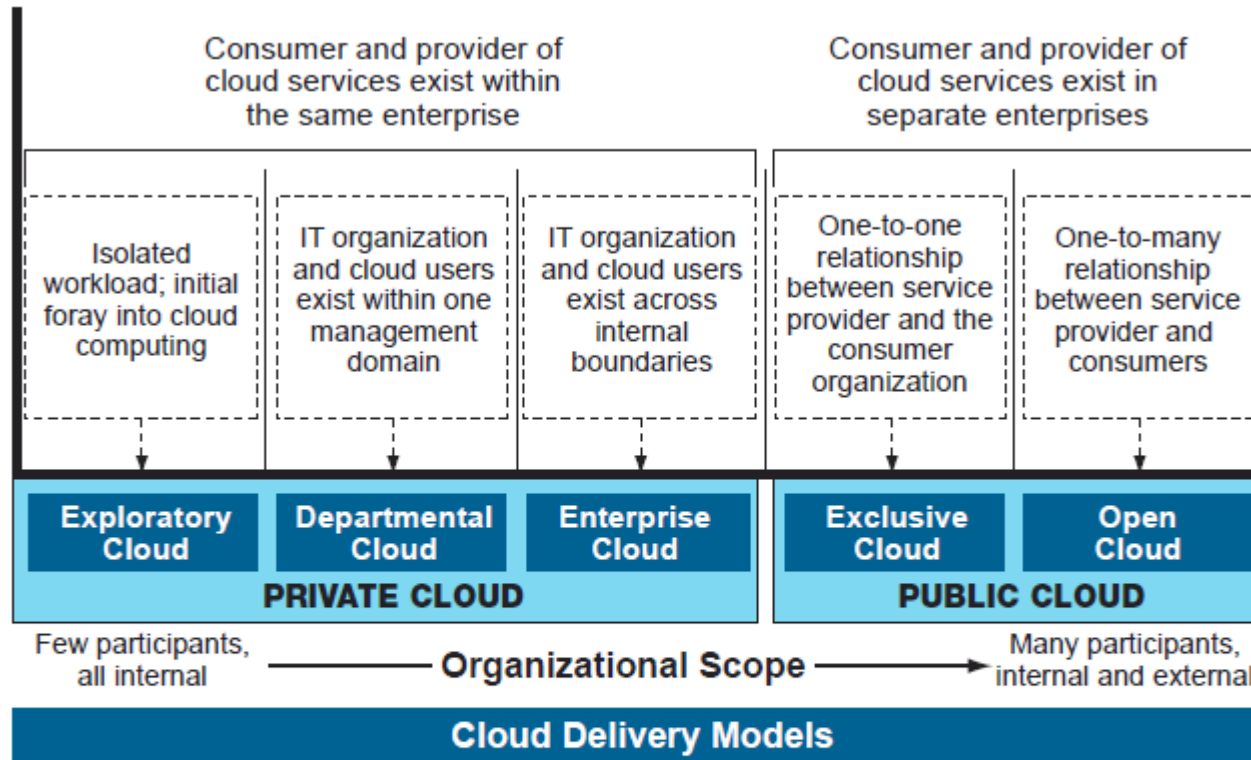 Consumer and provider of
cloud services exist within
the same enterprise
Consumer and provider of
cloud services exist in
separate enterprises
Isolated
workload; initial
foray into cloud
computing
IT organization
and cloud users
exist within one
management
domain
IT organization
and cloud users
exist across
internal
boundaries
One-to-one
relationship
between service
provider and the
consumer
organization
One-to-many
relationship
between service
provider and
consumers
Exploratory
Cloud
Departmental
Cloud
Enterprise
Cloud
Exclusive
Cloud
Open
Cloud
PRIVATE CLOUD
PUBLIC CLOUD
Few participants,
all internal
Organizational Scope
Many participants,
internal and external
Cloud Delivery Models